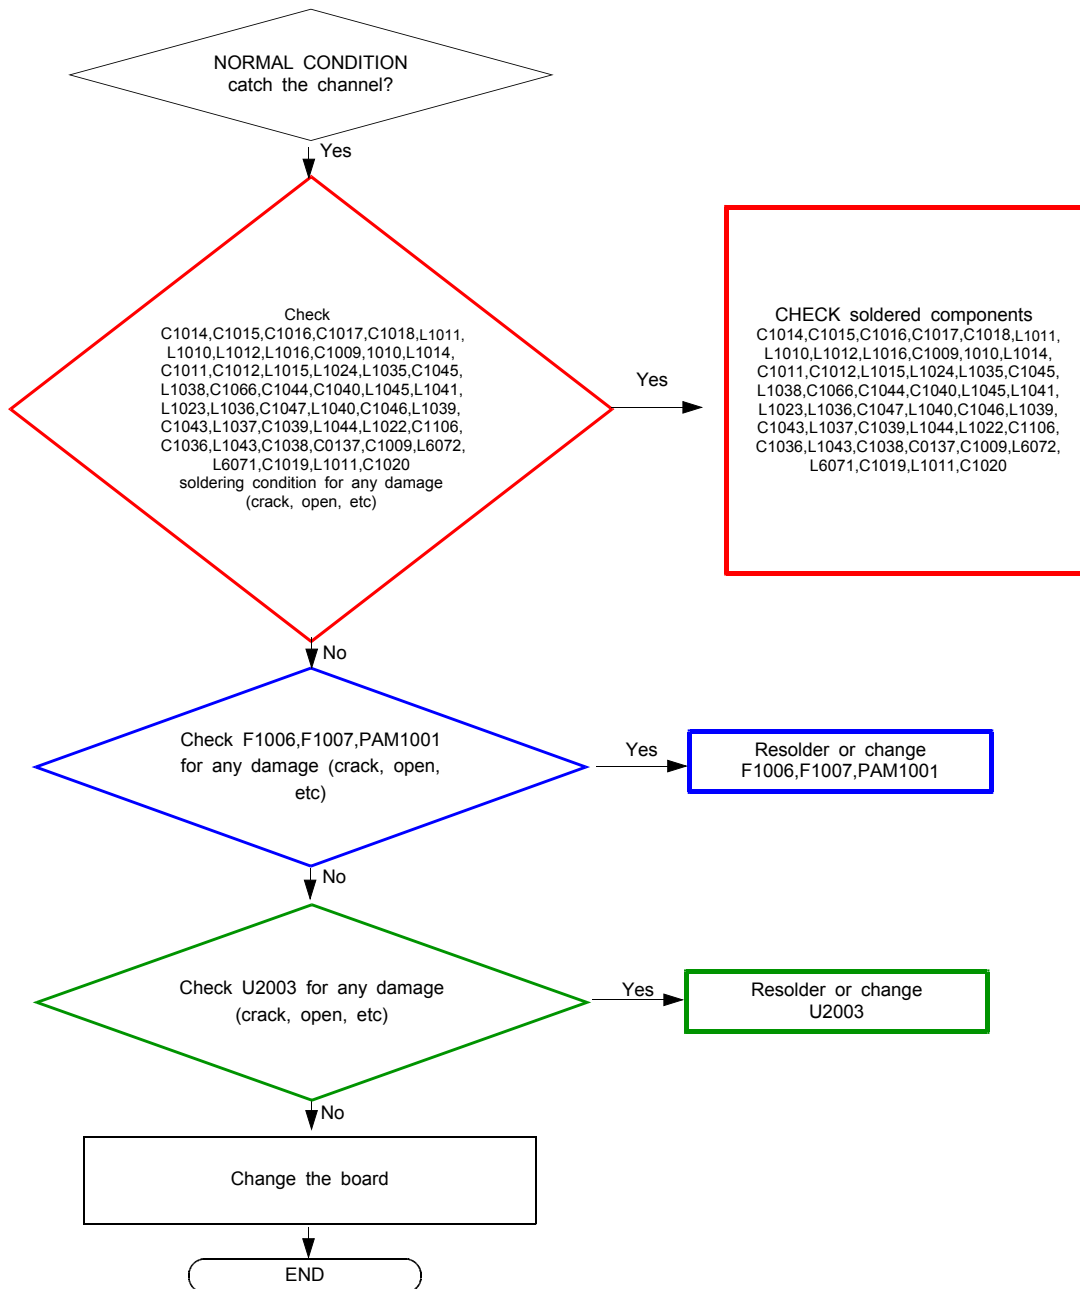 NORMAL CONDITION
catch the channel?
Yes
Check
C1014,C1015,C1016,C1017,C1018,L1011,
L1010,L1012,L1016,C1009,1010,L1014,
C1011,C1012,L1015,L1024,L1035,C1045,
L1038,C1066,C1044,C1040,L1045,L1041,
L1023,L1036,C1047,L1040,C1046,L1039,
C1043,L1037,C1039,L1044,L1022,C1106,
C1036,L1043,C1038,C0137,C1009,L6072,
L6071,C1019,L1011,C1020
soldering condition for any damage
(crack, open, etc)
Yes
CHECK soldered components
C1014,C1015,C1016,C1017,C1018,L1011,
L1010,L1012,L1016,C1009,1010,L1014,
C1011,C1012,L1015,L1024,L1035,C1045,
L1038,C1066,C1044,C1040,L1045,L1041,
L1023,L1036,C1047,L1040,C1046,L1039,
C1043,L1037,C1039,L1044,L1022,C1106,
C1036,L1043,C1038,C0137,C1009,L6072,
L6071,C1019,L1011,C1020
No
Check F1006,F1007,PAM1001
for any damage (crack, open,
etc)
Yes
Resolder or change
F1006,F1007,PAM1001
No
Check U2003 for any damage
(crack, open, etc)
Yes
Resolder or change
U2003
No
Change the board
END